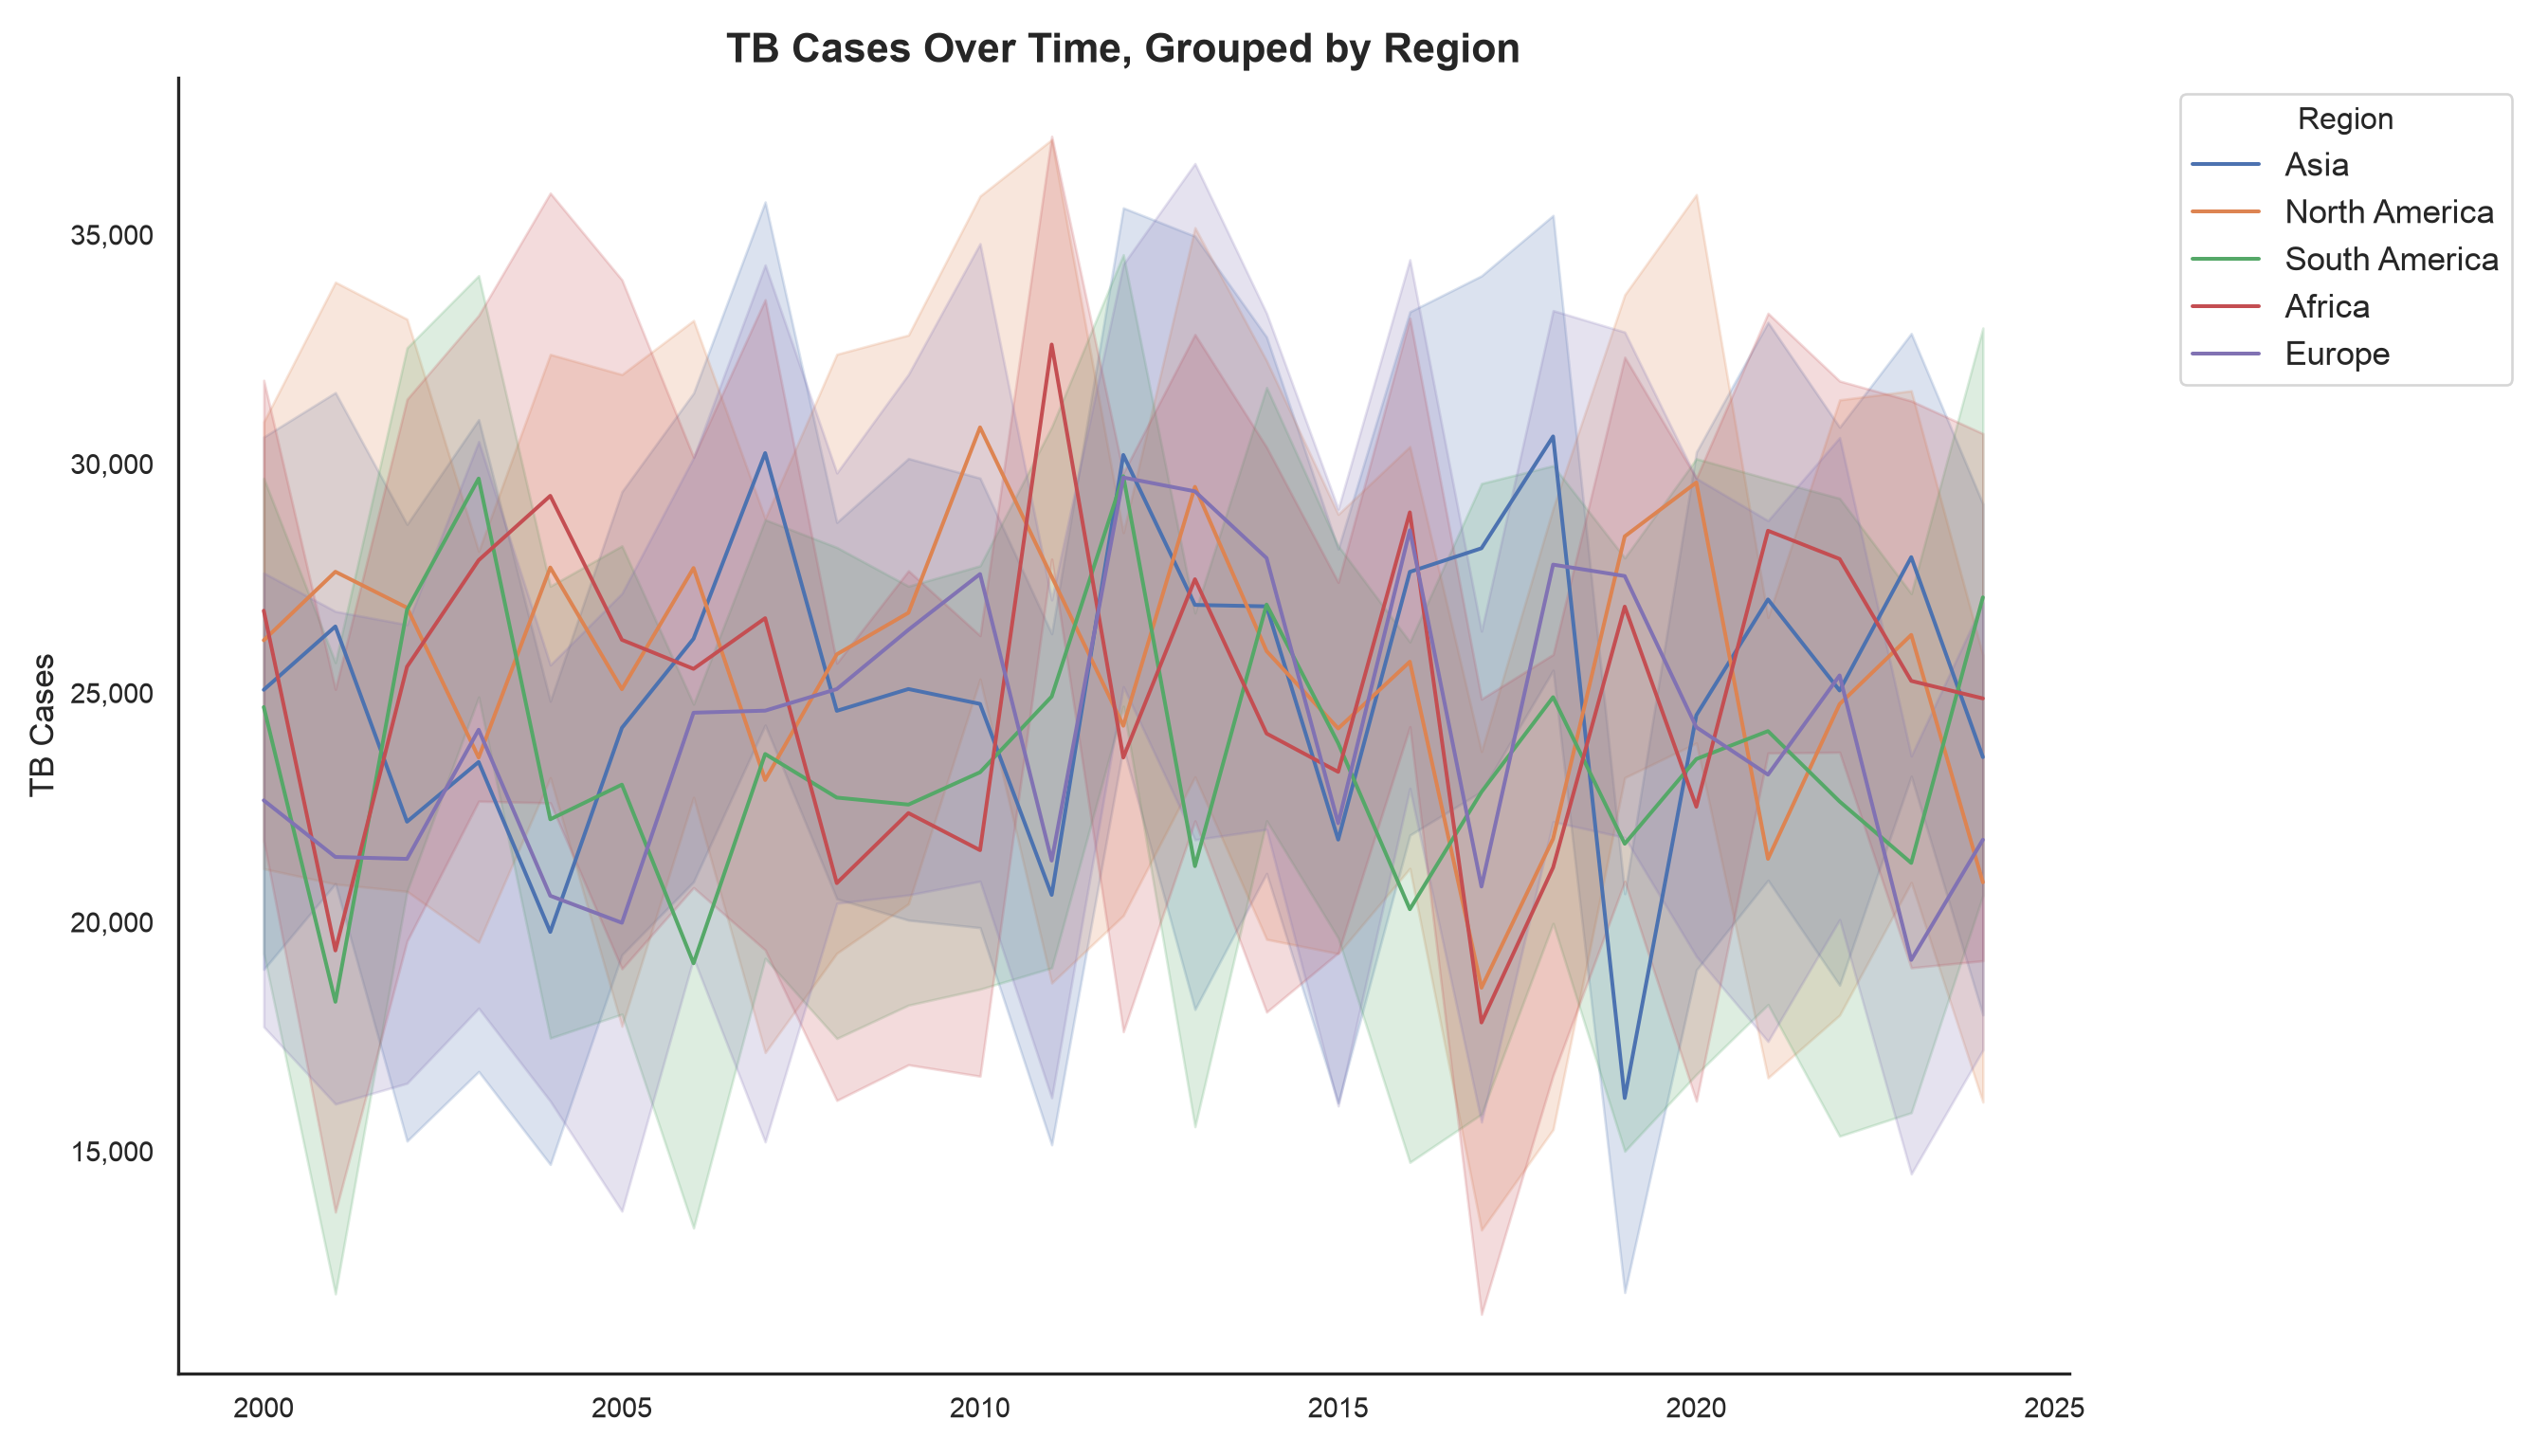 TB Cases Over Time, Grouped by Region
Region
Asia
North America
South America
Africa
Europe
TB Cases
35,000
30,000
25,000
20,000
15,000
2000
2005
2010
2015
2020
2025